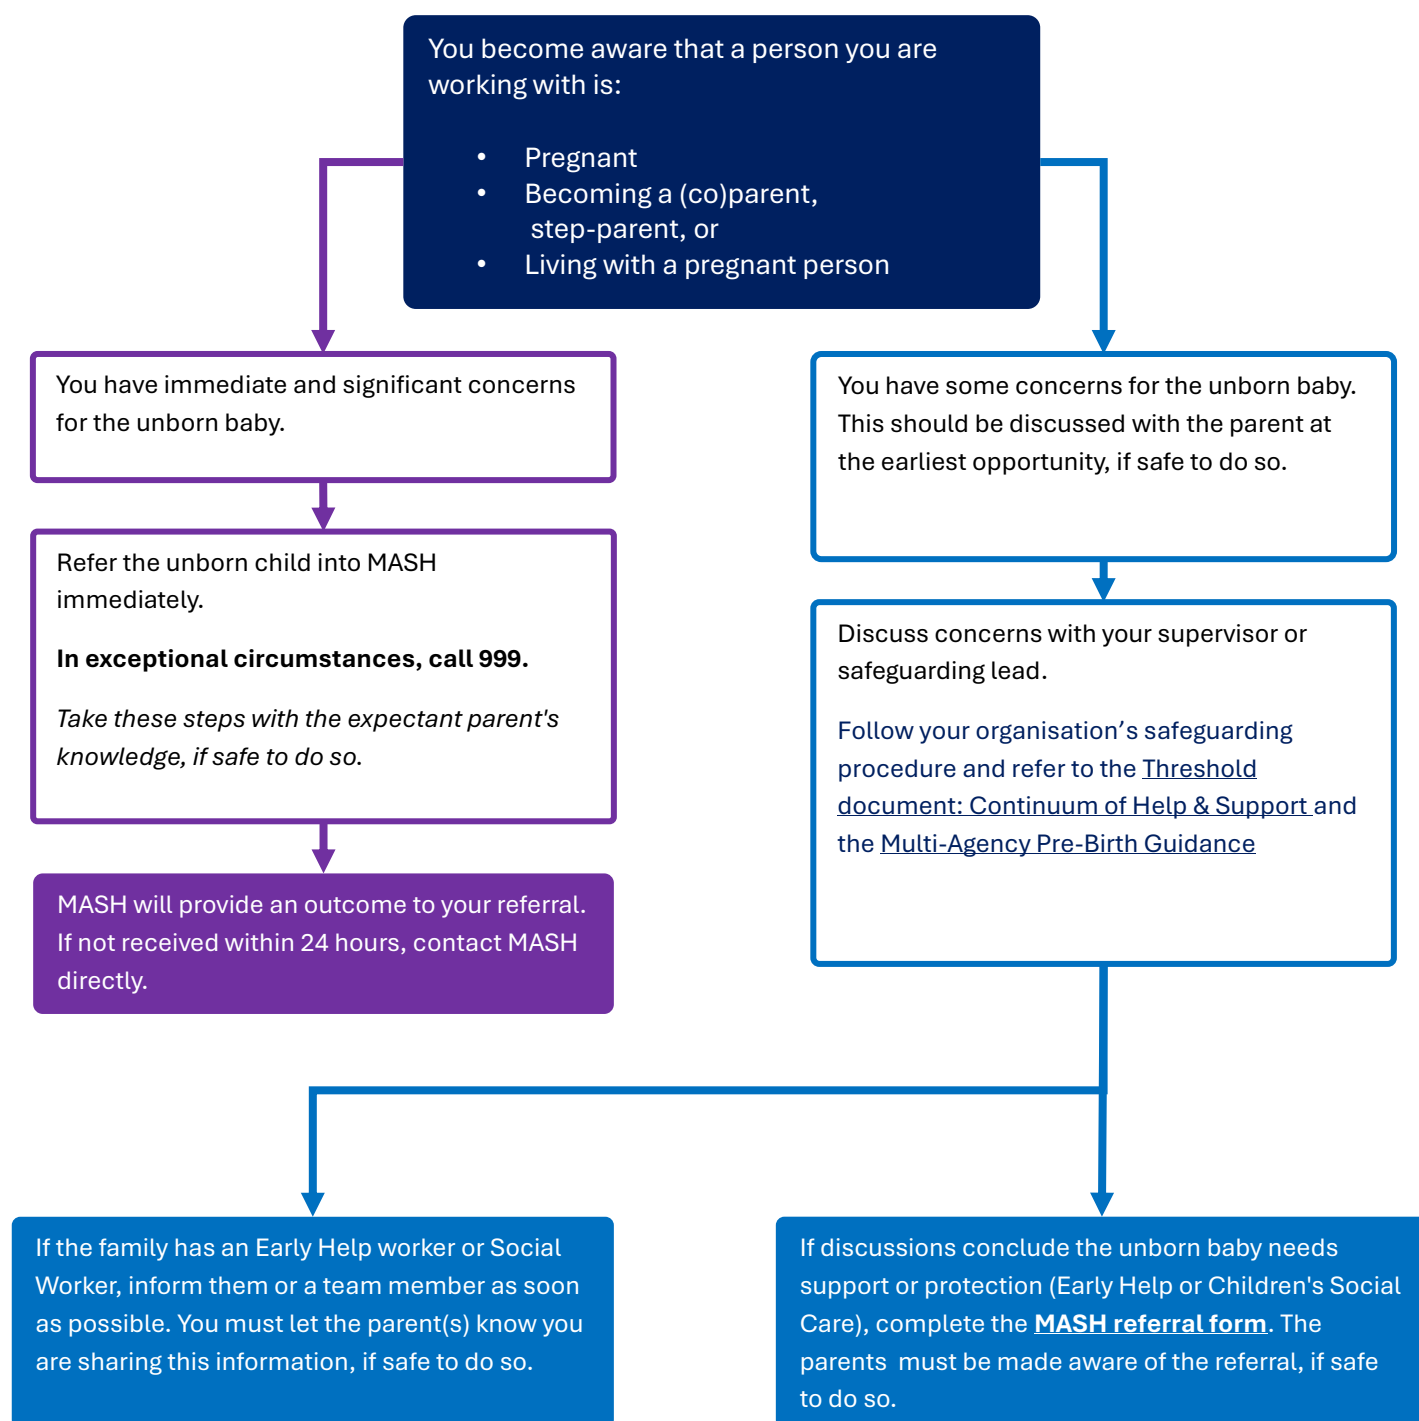 You become aware that a person you are
working with is:
• Pregnant
• Becoming a (co)parent,
step-parent, or
• Living with a pregnant person
You have immediate and significant concerns
for the unborn baby.
Refer the unborn child into MASH
immediately.
In exceptional circumstances, call 999.
Take these steps with the expectant parent's
knowledge, if safe to do so.
MASH will provide an outcome to your referral.
If not received within 24 hours, contact MASH
directly.
You have some concerns for the unborn baby.
This should be discussed with the parent at
the earliest opportunity, if safe to do so.
Discuss concerns with your supervisor or
safeguarding lead.
Follow your organisation’s safeguarding
procedure and refer to the Threshold
document: Continuum of Help & Support and
the Multi-Agency Pre-Birth Guidance
If the family has an Early Help worker or Social
Worker, inform them or a team member as soon
as possible. You must let the parent(s) know you
are sharing this information, if safe to do so.
If discussions conclude the unborn baby needs
support or protection (Early Help or Children's Social
Care), complete the MASH referral form. The
parents  must be made aware of the referral, if safe
to do so.